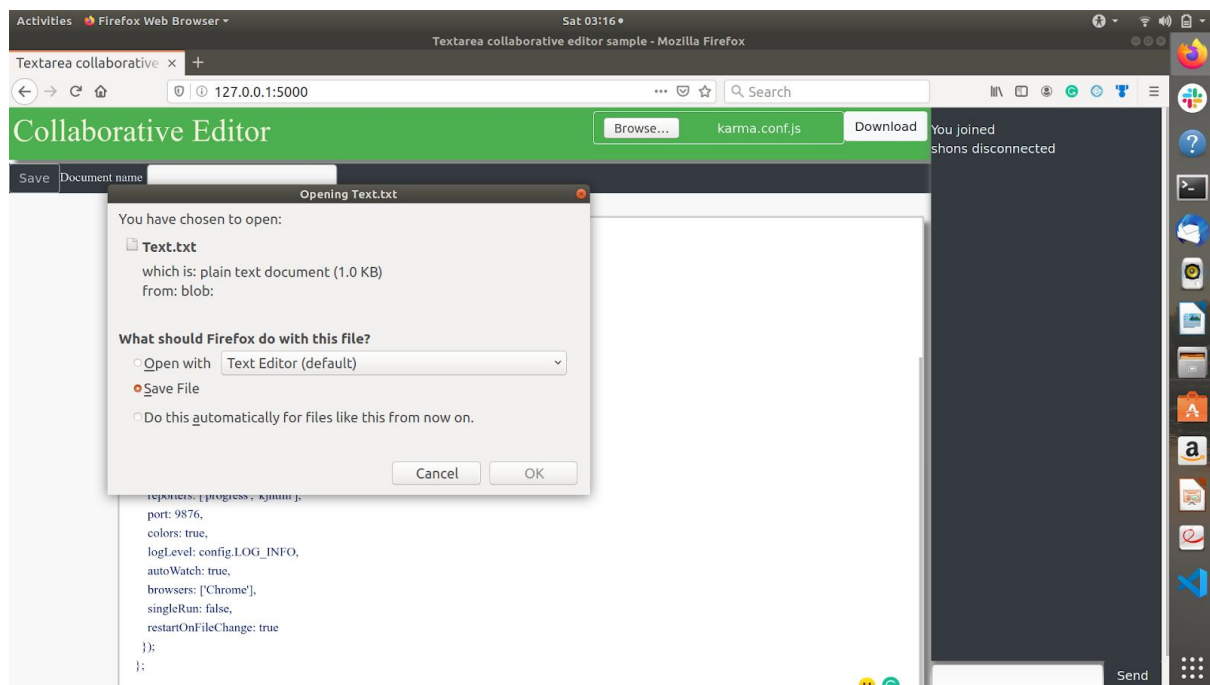 Activities Firefox Web Browser Sat 03:16
Textarea collaborative editor sample - Mozilla Firefox
Textarea collaborative × +
127.0.0.1:5000 Search
Collaborative Editor Browse... karma.conf.js Download
You joined
shons disconnected
Save Document name
Opening Text.txt
You have chosen to open:
Text.txt
which is: plain text document (1.0 KB)
from: blob:
What should Firefox do with this file?
Open with Text Editor (default)
Save File
Do this automatically for files like this from now on.
Cancel OK
port: 9876,
colors: true,
logLevel: config.LOG_INFO,
autoWatch: true,
browsers: ['Chrome'],
singleRun: false,
restartOnFileChange: true
});
};
Send